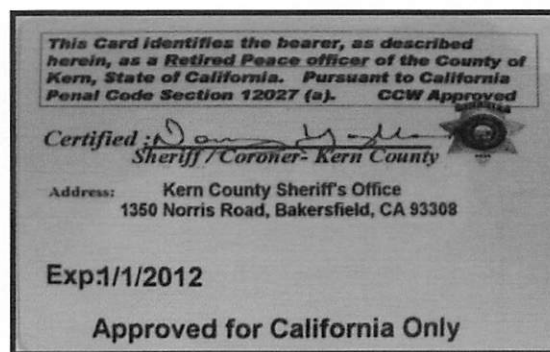 This Card identifies the bearer, as described
herein, as a Retired Peace officer of the County of
Kern, State of California. Pursuant to California
Penal Code Section 12027 (a). CCW Approved
Certified :
Sheriff / Coroner- Kern County
Address: Kern County Sheriff's Office
1350 Norris Road, Bakersfield, CA 93308
Exp:1/1/2012
Approved for California Only